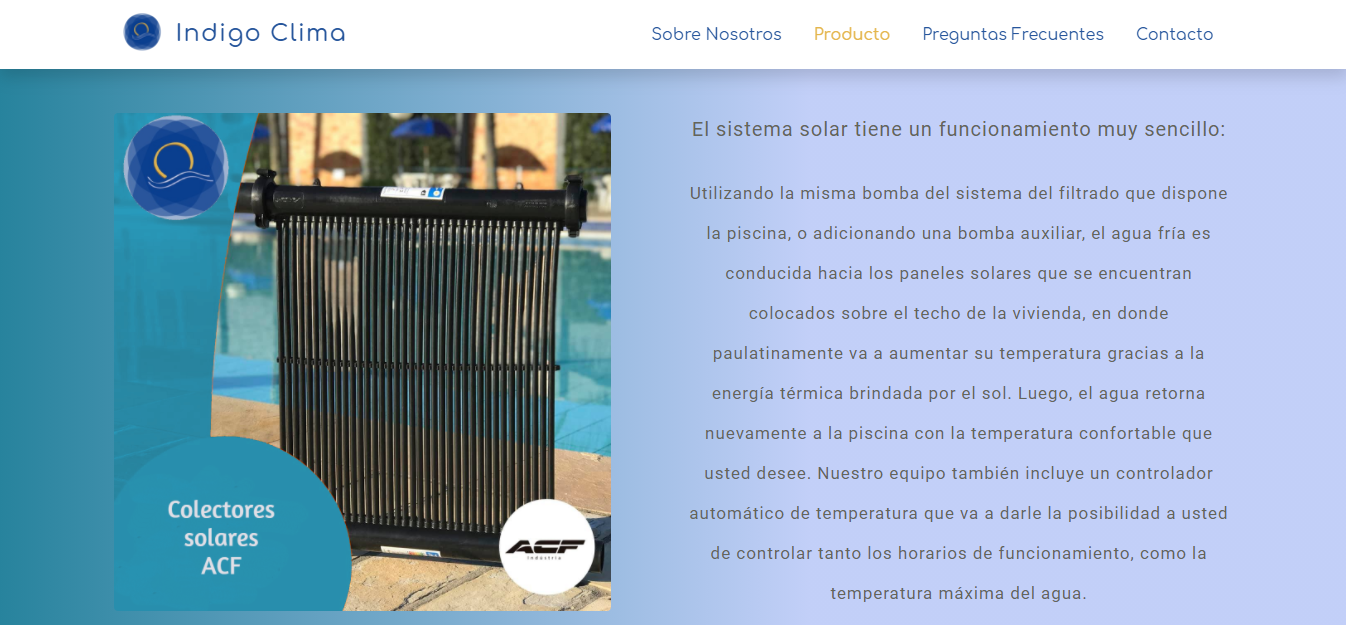 Indigo Clima
Sobre Nosotros
Producto
Preguntas Frecuentes
Contacto
El sistema solar tiene un funcionamiento muy sencillo:
Utilizando la misma bomba del sistema del filtrado que dispone
la piscina, o adicionando una bomba auxiliar, el agua fría es
conducida hacia los paneles solares que se encuentran
colocados sobre el techo de la vivienda, en donde
paulatinamente va a aumentar su temperatura gracias a la
energía térmica brindada por el sol. Luego, el agua retorna
nuevamente a la piscina con la temperatura confortable que
usted desee. Nuestro equipo también incluye un controlador
automático de temperatura que va a darle la posibilidad a usted
de controlar tanto los horarios de funcionamiento, como la
temperatura máxima del agua.
Colectores
solares
ACF
ACF
industria